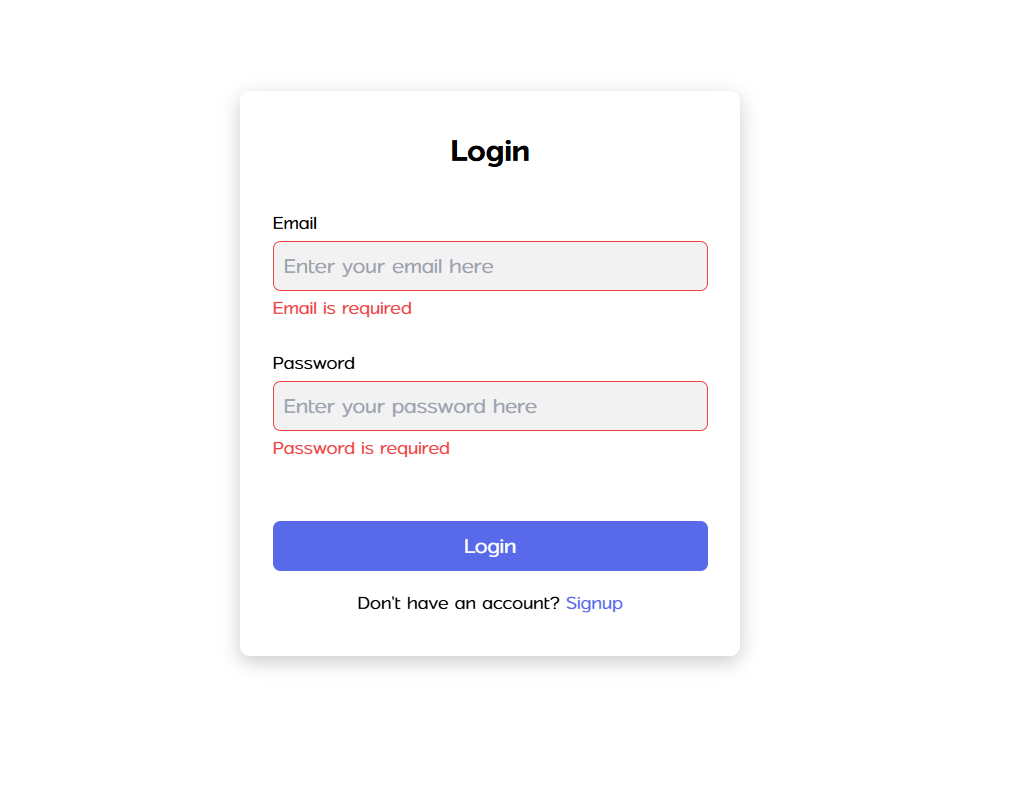 Login
Email
Enter your email here
Email is required
Password
Enter your password here
Password is required
Login
Don't have an account? Signup